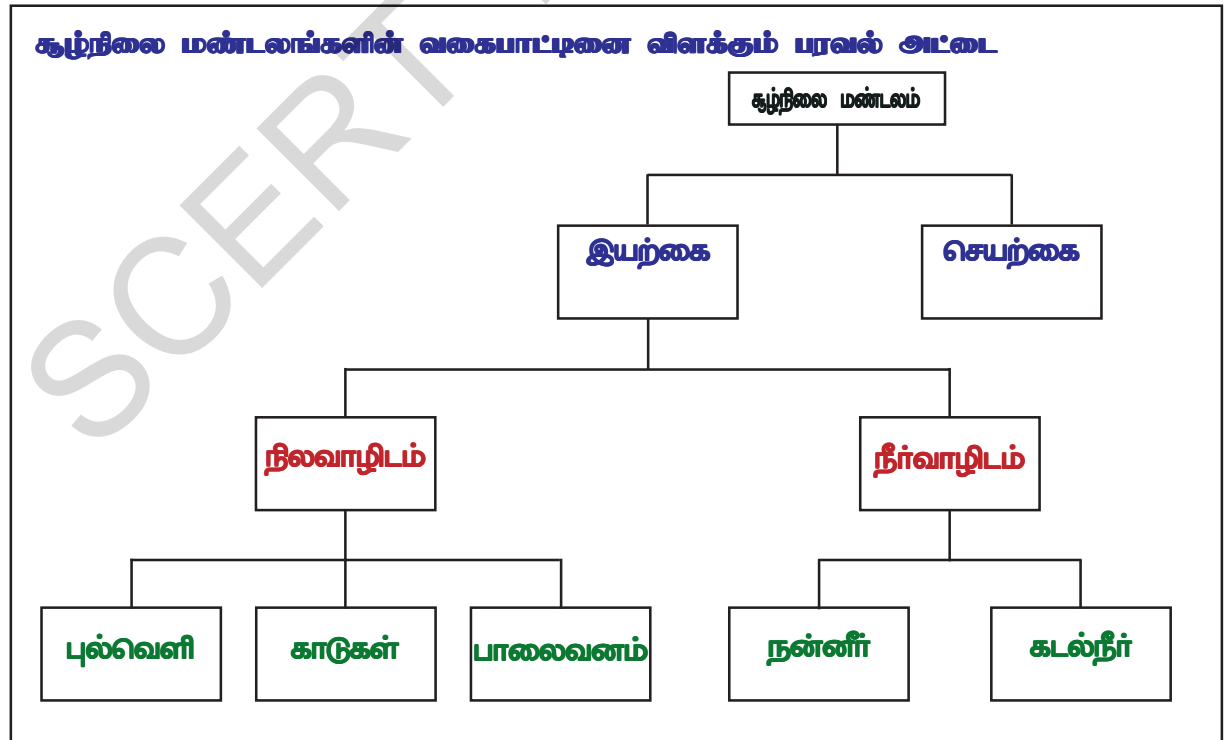 சூழ்நிலை மண்டலங்களின் வகைபாட்டினை விளக்கும் பரவல் அட்டை
சூழ்நிலை மண்டலம்
இயற்கை செயற்கை
நிலவாழிடம் நீர்வாழிடம்
புல்வெளி காடுகள் பாலைவனம் நன்னீர் கடல்நீர்
SCERT